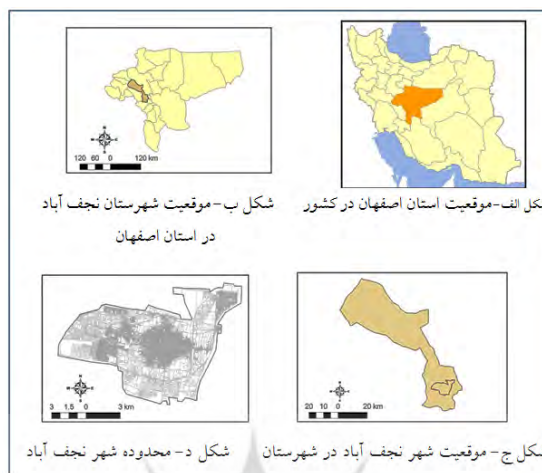 شکل الف-موقعیت استان اصفهان در کشور
120 60 0 120 km
شکل ب-موقعیت شهرستان نجف آباد
در استان اصفهان
20 10 0 20 km
شکل ج- موقعیت شهر نجف آباد در شهرستان
3 1.5 0 3 km
شکل د- محدوده شهر نجف آباد